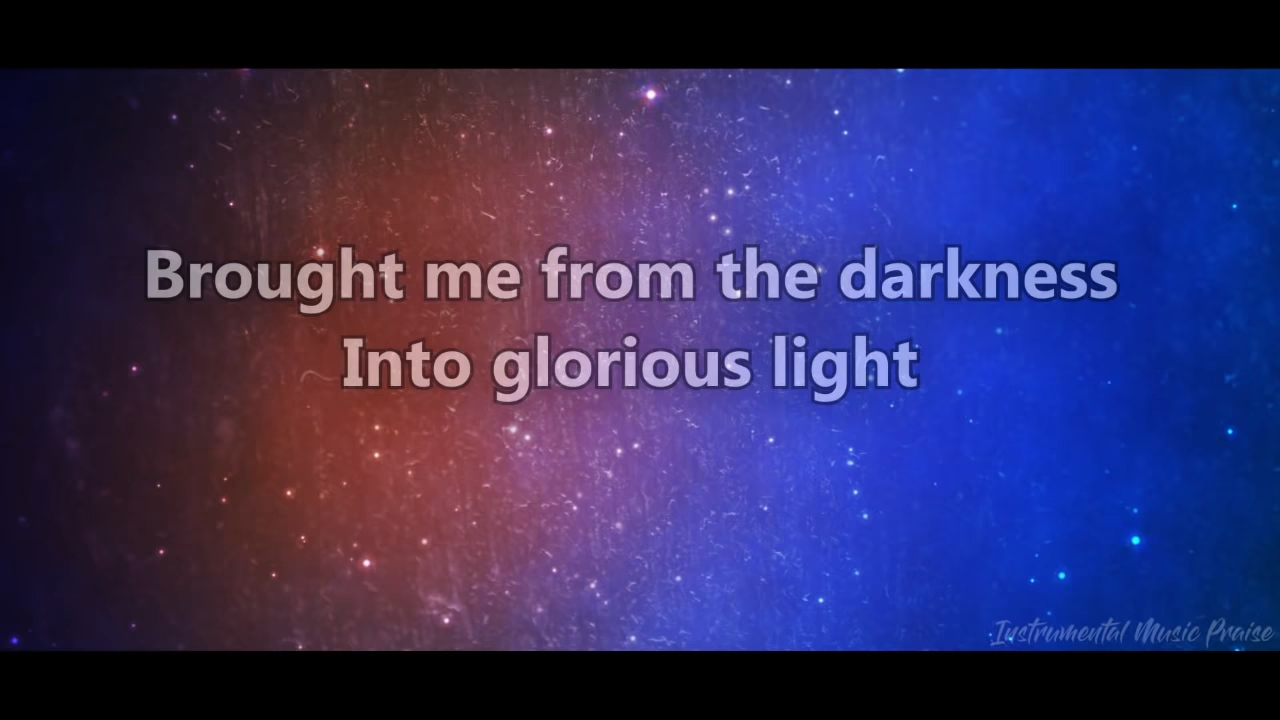 Brought me from the darkness
Into glorious light
Instrumental Music Praise